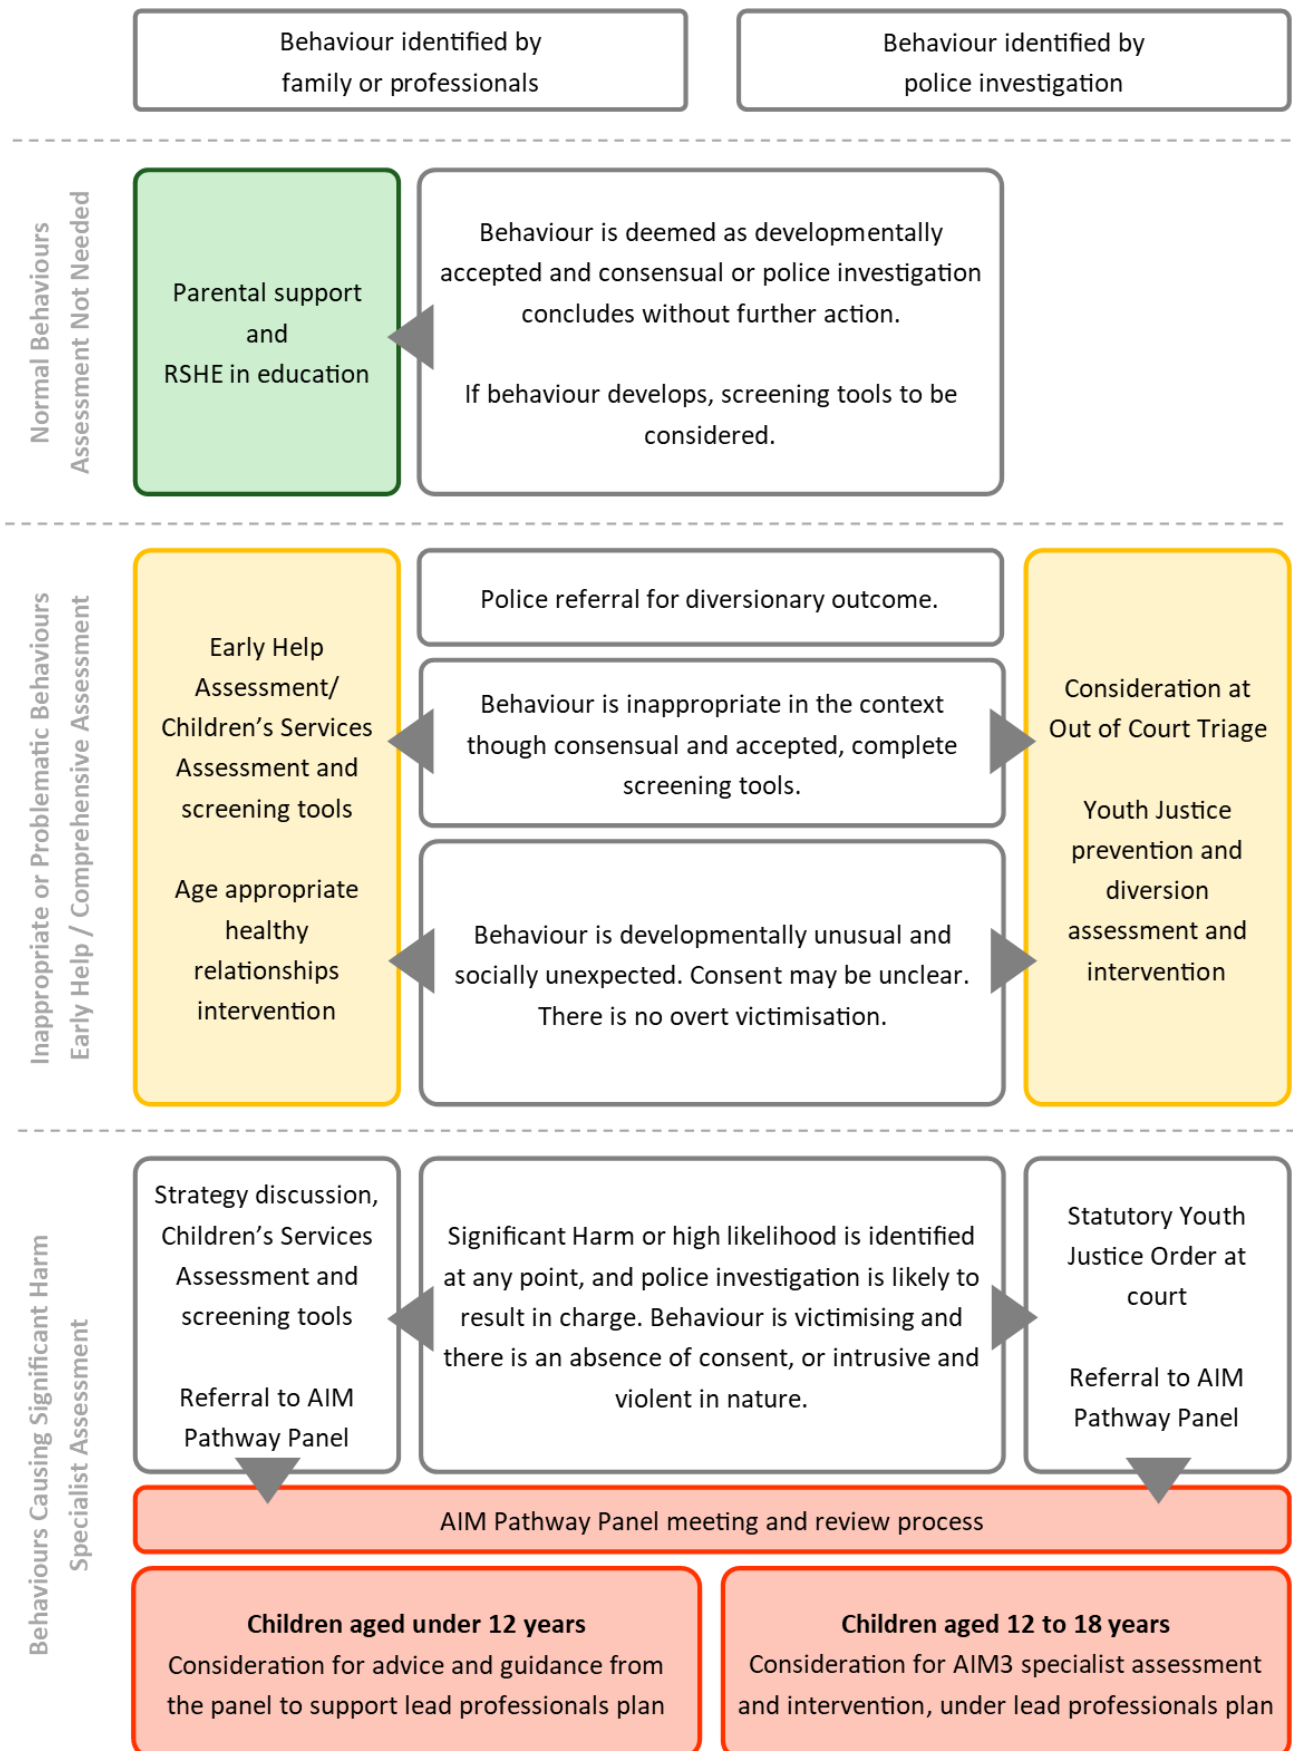 Behaviour identified by
family or professionals
Behaviour identified by
police investigation
Normal Behaviours
Assessment Not Needed
Parental support
and
RSHE in education
Behaviour is deemed as developmentally
accepted and consensual or police investigation
concludes without further action.
If behaviour develops, screening tools to be
considered.
Inappropriate or Problematic Behaviours
Early Help / Comprehensive Assessment
Early Help
Assessment/
Children’s Services
Assessment and
screening tools
Age appropriate
healthy
relationships
intervention
Police referral for diversionary outcome.
Behaviour is inappropriate in the context
though consensual and accepted, complete
screening tools.
Behaviour is developmentally unusual and
socially unexpected. Consent may be unclear.
There is no overt victimisation.
Consideration at
Out of Court Triage
Youth Justice
prevention and
diversion
assessment and
intervention
Behaviours Causing Significant Harm
Specialist Assessment
Strategy discussion,
Children’s Services
Assessment and
screening tools
Referral to AIM
Pathway Panel
Significant Harm or high likelihood is identified
at any point, and police investigation is likely to
result in charge. Behaviour is victimising and
there is an absence of consent, or intrusive and
violent in nature.
Statutory Youth
Justice Order at
court
Referral to AIM
Pathway Panel
AIM Pathway Panel meeting and review process
Children aged under 12 years
Consideration for advice and guidance from
the panel to support lead professionals plan
Children aged 12 to 18 years
Consideration for AIM3 specialist assessment
and intervention, under lead professionals plan